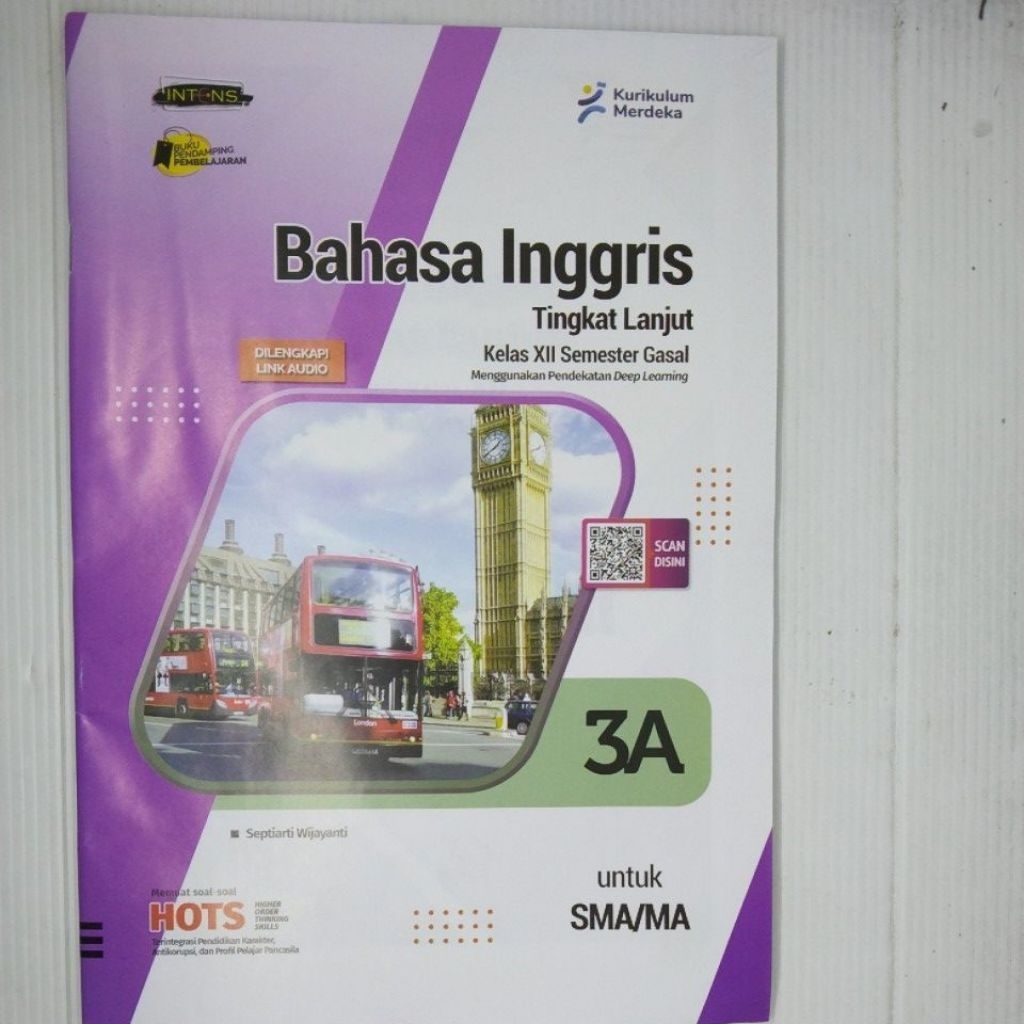 INTENS
BUKU
PENDAMPING
PEMBELAJARAN
Kurikulum
Merdeka
Bahasa Inggris
Tingkat Lanjut
Kelas XII Semester Gasal
Menggunakan Pendekatan Deep Learning
DILENGKAPI
LINK AUDIO
SCAN
DISINI
London
3A
Septiarti Wijayanti
Memuat soal-soal
HOTS
HIGHER
ORDER
THINKING
SKILLS
Terintegrasi Pendidikan Karakter,
Antikorupsi, dan Profil Pelajar Pancasila
untuk
SMA/MA